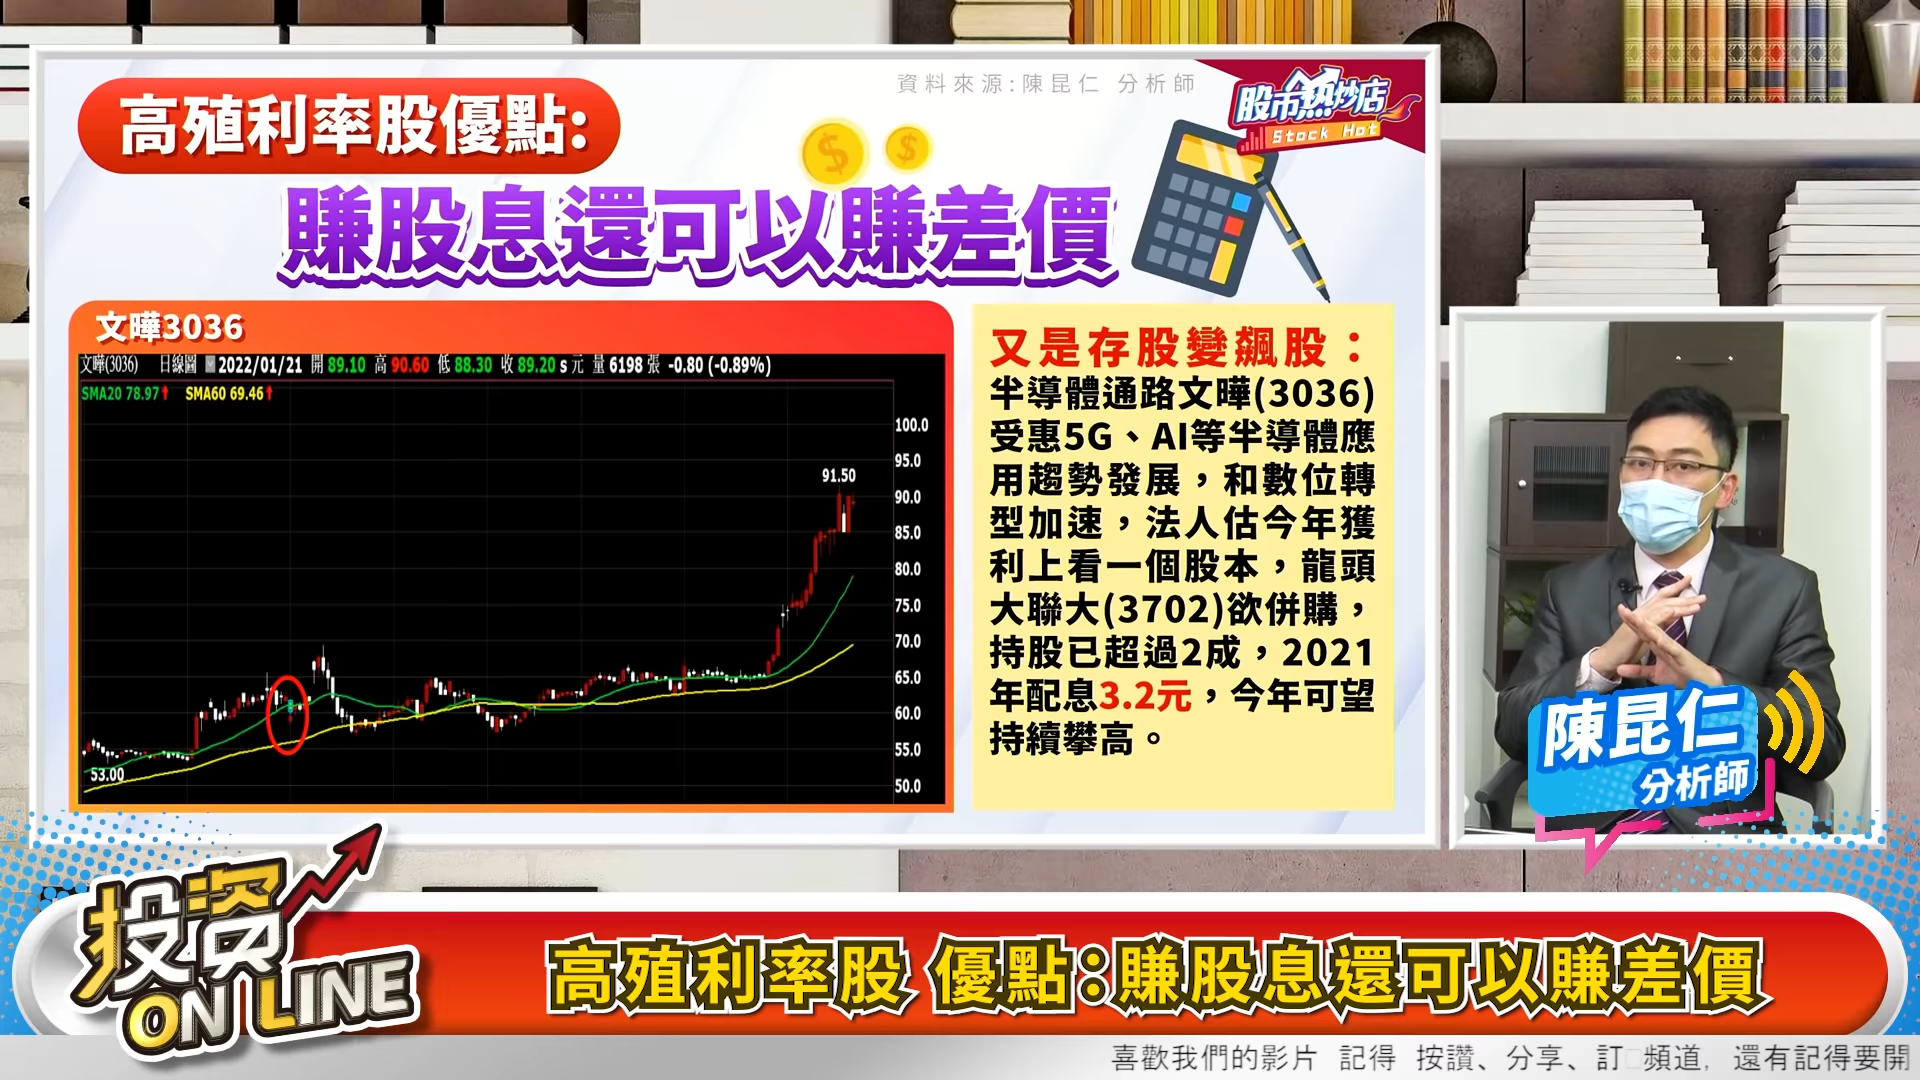 資料來源:陳昆仁 分析師
股市熱炒店
Stock Hot
高殖利率股優點:
賺股息還可以賺差價
文曄3036
文曄(3036) 日線圖 2022/01/21 開 89.10 高 90.60 低 88.30 收 89.20 s 元 量 6198 張 -0.80 (-0.89%)
SMA20 78.97 SMA60 69.46
100.0
95.0
91.50
90.0
85.0
80.0
75.0
70.0
65.0
60.0
55.0
53.00
50.0
又是存股變飆股：
半導體通路文曄(3036)
受惠5G、AI等半導體應
用趨勢發展，和數位轉
型加速，法人估今年獲
利上看一個股本，龍頭
大聯大(3702)欲併購，
持股已超過2成，2021
年配息3.2元，今年可望
持續攀高。
陳昆仁
分析師
投資
ON LINE
高殖利率股 優點:賺股息還可以賺差價
喜歡我們的影片 記得 按讚、分享、訂 頻道, 還有記得要開